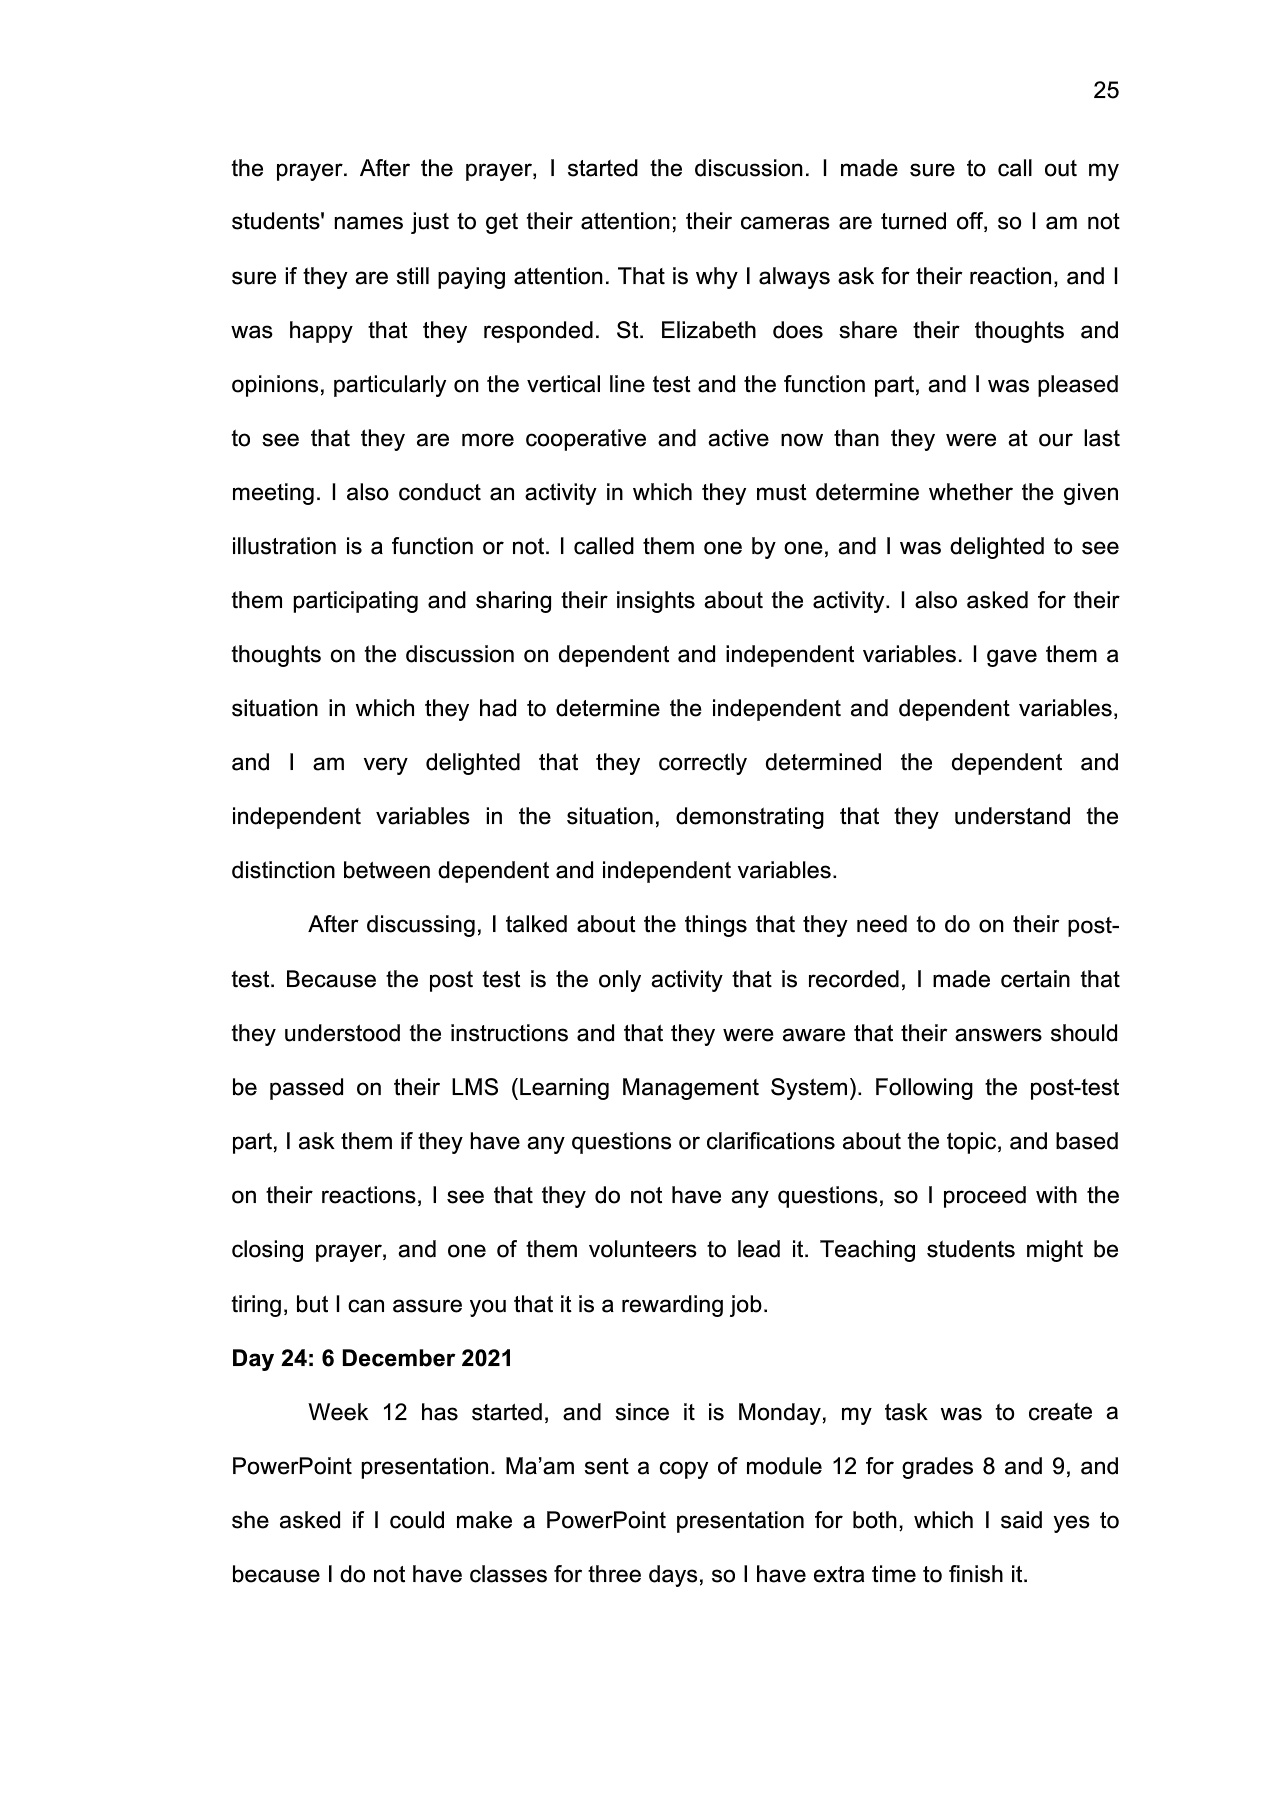 25
the prayer. After the prayer, I started the discussion. I made sure to call out my
students' names just to get their attention; their cameras are turned off, so I am not
sure if they are still paying attention. That is why I always ask for their reaction, and I
was happy that they responded. St. Elizabeth does share their thoughts and
opinions, particularly on the vertical line test and the function part, and I was pleased
to see that they are more cooperative and active now than they were at our last
meeting. I also conduct an activity in which they must determine whether the given
illustration is a function or not. I called them one by one, and I was delighted to see
them participating and sharing their insights about the activity. I also asked for their
thoughts on the discussion on dependent and independent variables. I gave them a
situation in which they had to determine the independent and dependent variables,
and I am very delighted that they correctly determined the dependent and
independent variables in the situation, demonstrating that they understand the
distinction between dependent and independent variables.
After discussing, I talked about the things that they need to do on their post-
test. Because the post test is the only activity that is recorded, I made certain that
they understood the instructions and that they were aware that their answers should
be passed on their LMS (Learning Management System). Following the post-test
part, I ask them if they have any questions or clarifications about the topic, and based
on their reactions, I see that they do not have any questions, so I proceed with the
closing prayer, and one of them volunteers to lead it. Teaching students might be
tiring, but I can assure you that it is a rewarding job.
Day 24: 6 December 2021
Week 12 has started, and since it is Monday, my task was to create a
PowerPoint presentation. Ma’am sent a copy of module 12 for grades 8 and 9, and
she asked if I could make a PowerPoint presentation for both, which I said yes to
because I do not have classes for three days, so I have extra time to finish it.